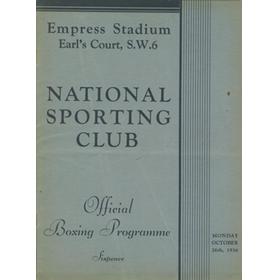 Empress Stadium
Earl's Court, S.W.6
NATIONAL
SPORTING
CLUB
Official
Boxing Programme
Sixpence
MONDAY
OCTOBER
26th, 1936